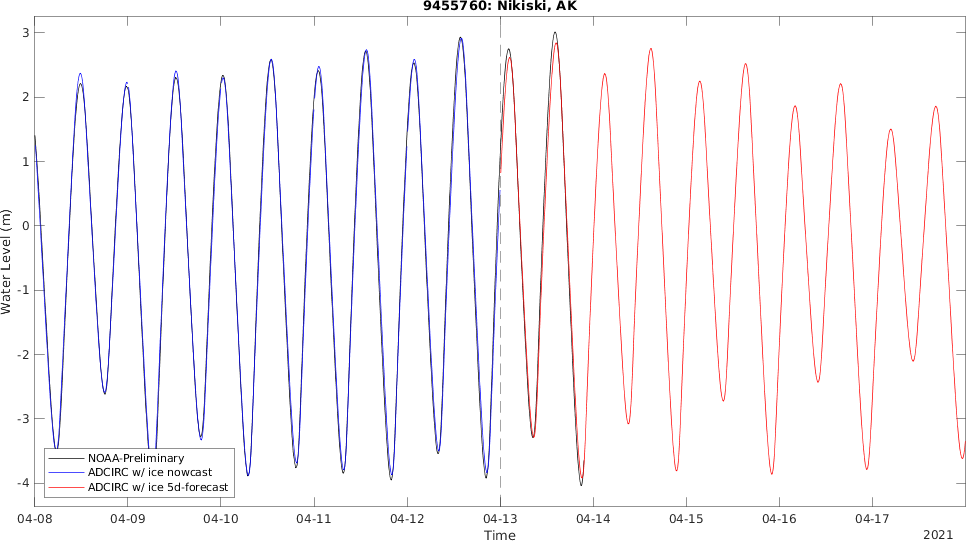 9455760: Nikiski, AK
3
2
1
0
-1
-2
-3
-4
Water Level (m)
NOAA-Preliminary
ADCIRC w/ ice nowcast
ADCIRC w/ ice 5d-forecast
04-08 04-09 04-10 04-11 04-12 04-13 04-14 04-15 04-16 04-17
Time
2021